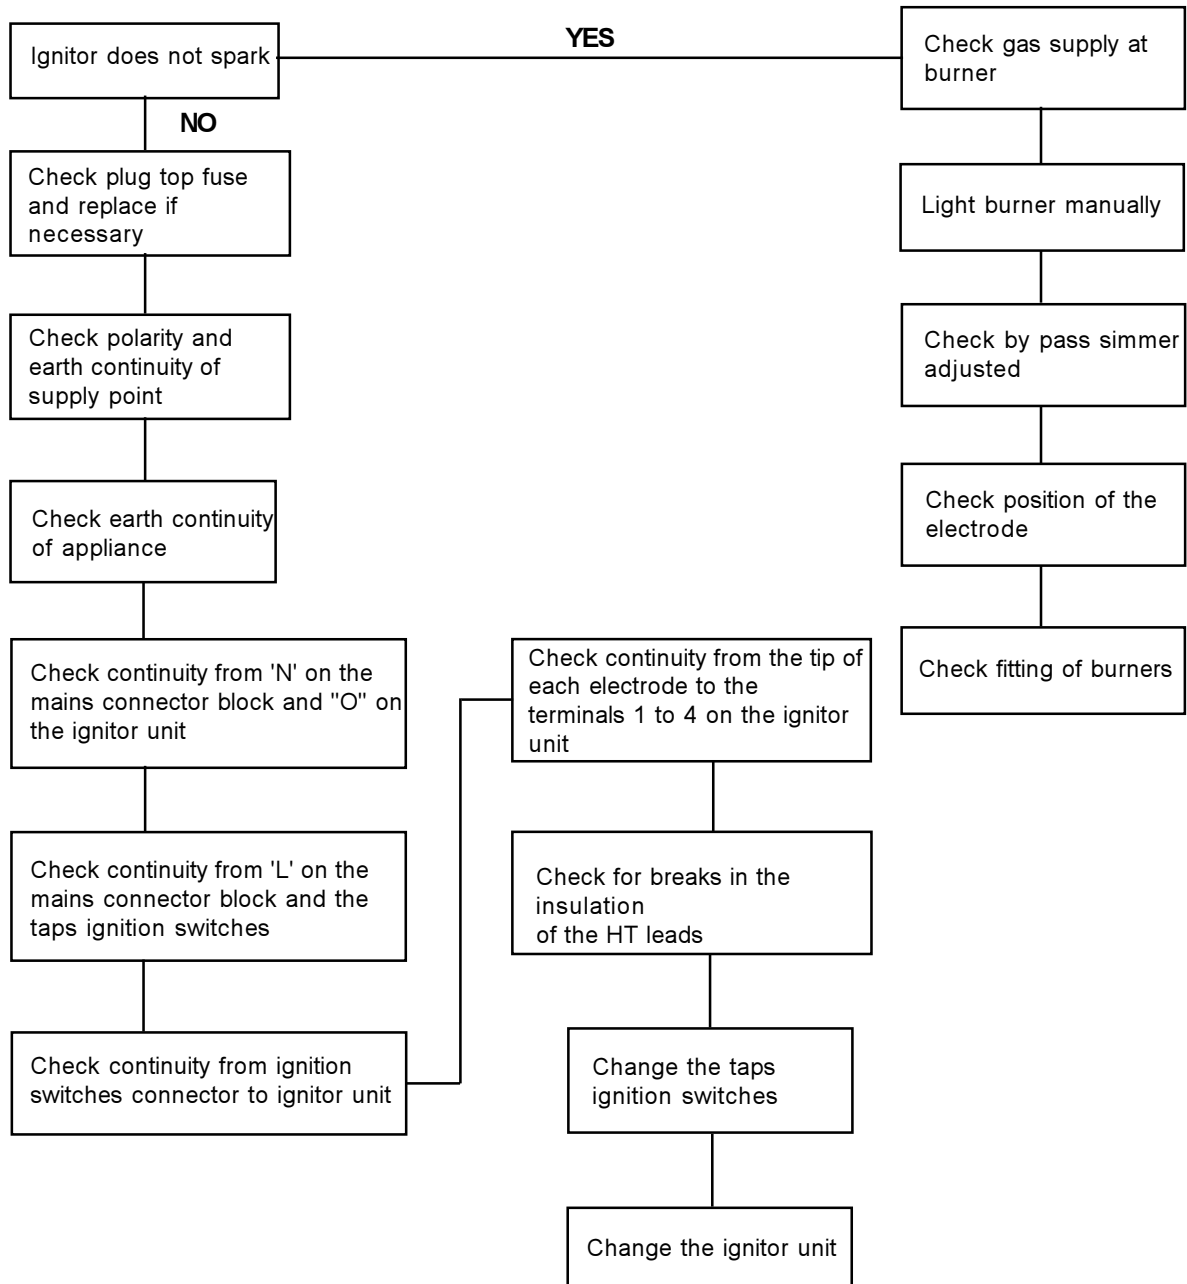 Ignitor does not spark
YES
Check gas supply at
burner
NO
Check plug top fuse
and replace if
necessary
Light burner manually
Check polarity and
earth continuity of
supply point
Check by pass simmer
adjusted
Check earth continuity
of appliance
Check position of the
electrode
Check continuity from 'N' on the
mains connector block and "O" on
the ignitor unit
Check continuity from the tip of
each electrode to the
terminals 1 to 4 on the ignitor
unit
Check fitting of burners
Check continuity from 'L' on the
mains connector block and the
taps ignition switches
Check for breaks in the
insulation
of the HT leads
Check continuity from ignition
switches connector to ignitor unit
Change the taps
ignition switches
Change the ignitor unit